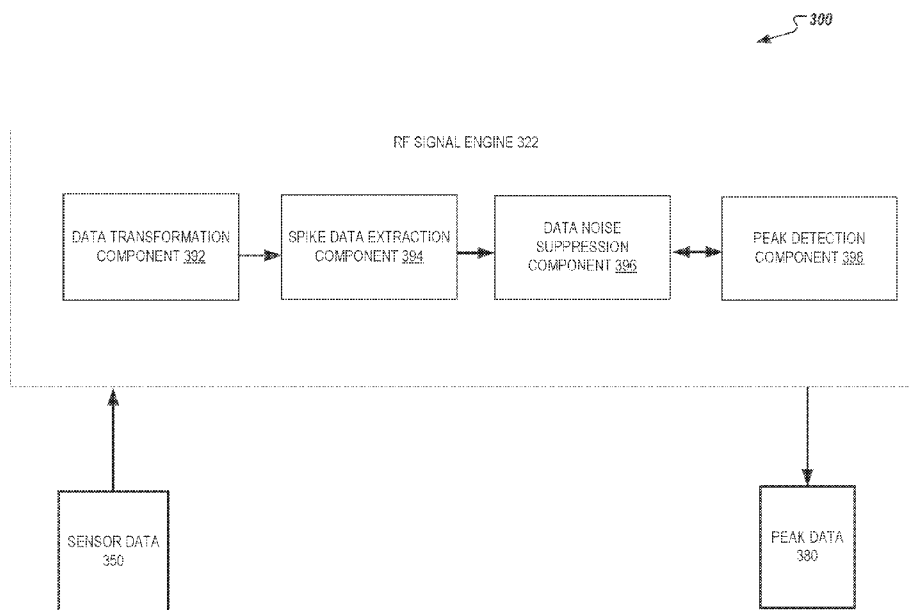 300
RF SIGNAL ENGINE 322
DATA TRANSFORMATION
COMPONENT 392
SPIKE DATA EXTRACTION
COMPONENT 394
DATA NOISE
SUPPRESSION
COMPONENT 396
PEAK DETECTION
COMPONENT 398
SENSOR DATA
350
PEAK DATA
380